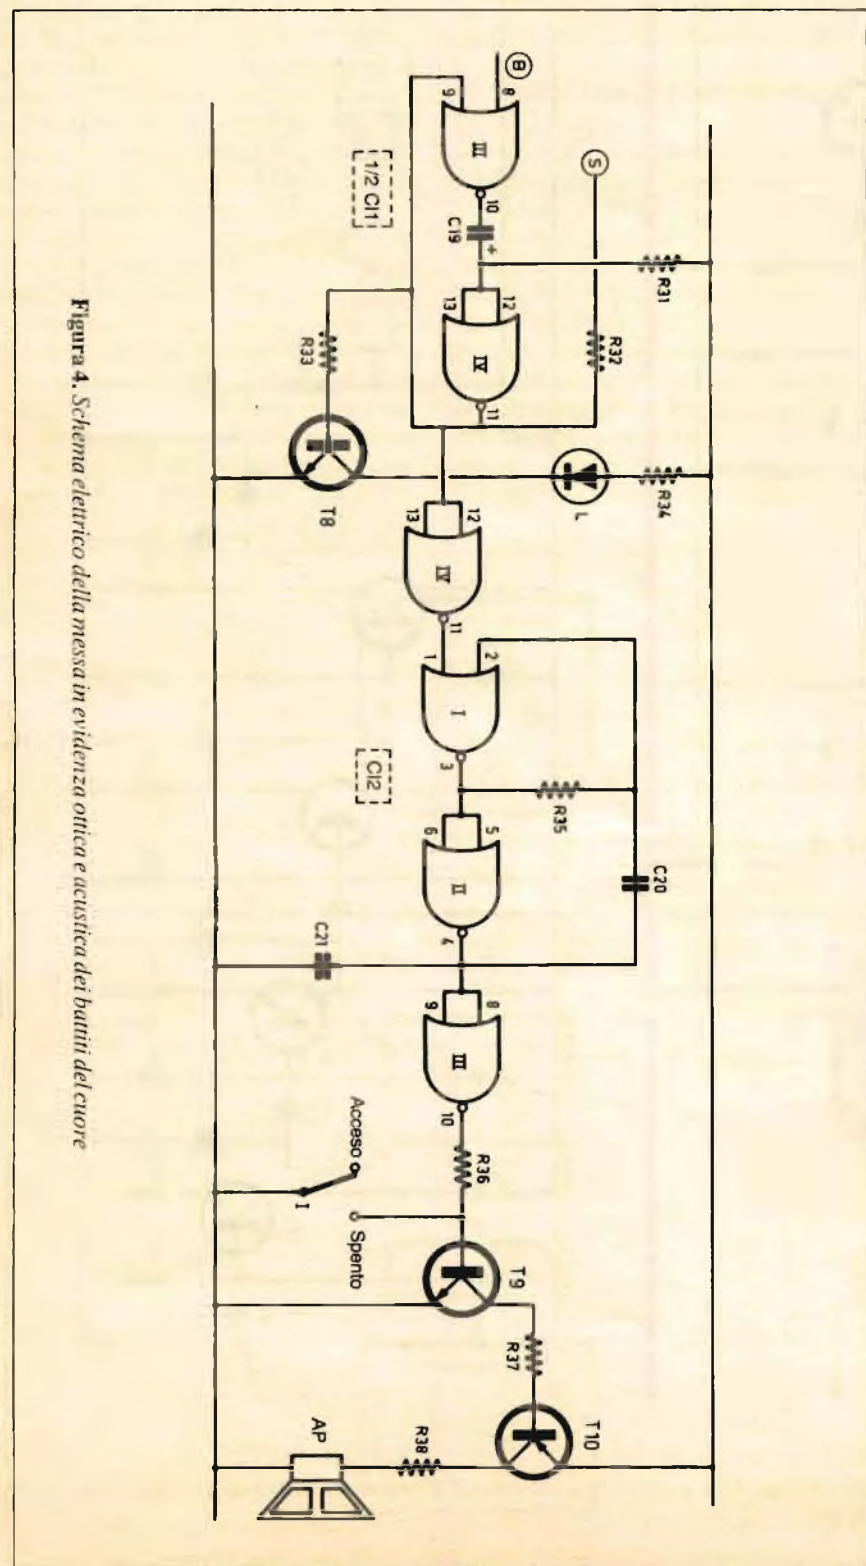 R31
R34
C20
L
S
R32
R35
T10
B
8
10
C19
+
12
11
2
5
8
R37
T9
III
IV
12
I
3
II
4
III
10
R36
9
13
IV
11
1
6
9
13
R38
1/2 CI1
CI2
Acceso
Spento
I
R33
T8
C21
AP
Figura 4. Schema elettrico della messa in evidenza ottica e acustica dei battiti del cuore